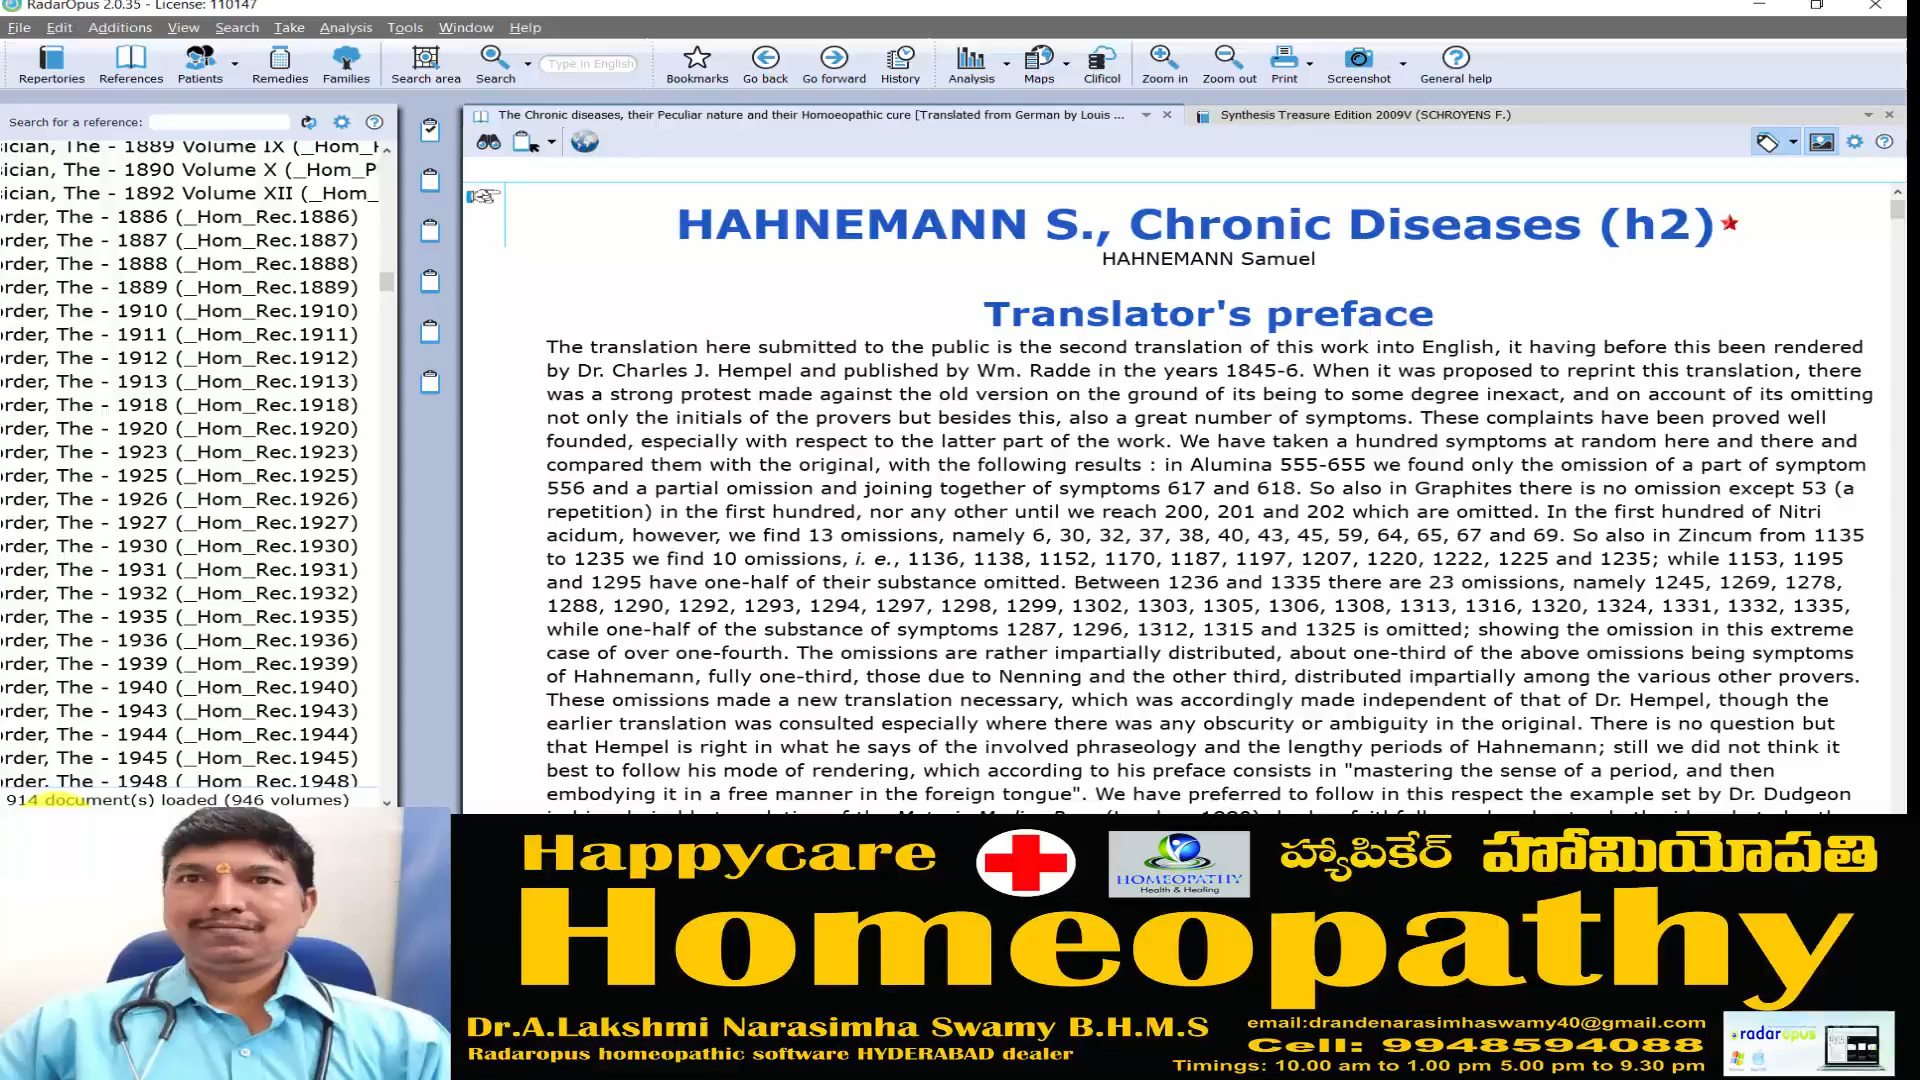 RadarOpus 2.0.35 - License: 110147
File Edit Additions View Search Take Analysis Tools Window Help
Repertories References Patients Remedies Families Search area Search Type in English Bookmarks Go back Go forward History Analysis Maps Clificol Zoom in Zoom out Print Screenshot General help
Search for a reference:
The Chronic diseases, their Peculiar nature and their Homoeopathic cure [Translated from German by Louis ...
Synthesis Treasure Edition 2009V (SCHROYENS F.)
sician, The - 1889 Volume IX (_Hom_
sician, The - 1890 Volume X (_Hom_P
sician, The - 1892 Volume XII (_Hom_
order, The - 1886 (_Hom_Rec.1886)
order, The - 1887 (_Hom_Rec.1887)
order, The - 1888 (_Hom_Rec.1888)
order, The - 1889 (_Hom_Rec.1889)
order, The - 1910 (_Hom_Rec.1910)
order, The - 1911 (_Hom_Rec.1911)
order, The - 1912 (_Hom_Rec.1912)
order, The - 1913 (_Hom_Rec.1913)
order, The - 1918 (_Hom_Rec.1918)
order, The - 1920 (_Hom_Rec.1920)
order, The - 1923 (_Hom_Rec.1923)
order, The - 1925 (_Hom_Rec.1925)
order, The - 1926 (_Hom_Rec.1926)
order, The - 1927 (_Hom_Rec.1927)
order, The - 1930 (_Hom_Rec.1930)
order, The - 1931 (_Hom_Rec.1931)
order, The - 1932 (_Hom_Rec.1932)
order, The - 1935 (_Hom_Rec.1935)
order, The - 1936 (_Hom_Rec.1936)
order, The - 1939 (_Hom_Rec.1939)
order, The - 1940 (_Hom_Rec.1940)
order, The - 1943 (_Hom_Rec.1943)
order, The - 1944 (_Hom_Rec.1944)
order, The - 1945 (_Hom_Rec.1945)
order, The - 1948 (_Hom_Rec.1948)
914 document(s) loaded (946 volumes)
HAHNEMANN S., Chronic Diseases (h2)
HAHNEMANN Samuel
Translator's preface
The translation here submitted to the public is the second translation of this work into English, it having before this been rendered
by Dr. Charles J. Hempel and published by Wm. Radde in the years 1845-6. When it was proposed to reprint this translation, there
was a strong protest made against the old version on the ground of its being to some degree inexact, and on account of its omitting
not only the initials of the provers but besides this, also a great number of symptoms. These complaints have been proved well
founded, especially with respect to the latter part of the work. We have taken a hundred symptoms at random here and there and
compared them with the original, with the following results : in Alumina 555-655 we found only the omission of a part of symptom
556 and a partial omission and joining together of symptoms 617 and 618. So also in Graphites there is no omission except 53 (a
repetition) in the first hundred, nor any other until we reach 200, 201 and 202 which are omitted. In the first hundred of Nitri
acidum, however, we find 13 omissions, namely 6, 30, 32, 37, 38, 40, 43, 45, 59, 64, 65, 67 and 69. So also in Zincum from 1135
to 1235 we find 10 omissions, i. e., 1136, 1138, 1152, 1170, 1187, 1197, 1207, 1220, 1222, 1225 and 1235; while 1153, 1195
and 1295 have one-half of their substance omitted. Between 1236 and 1335 there are 23 omissions, namely 1245, 1269, 1278,
1288, 1290, 1292, 1293, 1294, 1297, 1298, 1299, 1302, 1303, 1305, 1306, 1308, 1313, 1316, 1320, 1324, 1331, 1332, 1335,
while one-half of the substance of symptoms 1287, 1296, 1312, 1315 and 1325 is omitted; showing the omission in this extreme
case of over one-fourth. The omissions are rather impartially distributed, about one-third of the above omissions being symptoms
of Hahnemann, fully one-third, those due to Nenning and the other third, distributed impartially among the various other provers.
These omissions made a new translation necessary, which was accordingly made independent of that of Dr. Hempel, though the
earlier translation was consulted especially where there was any obscurity or ambiguity in the original. There is no question but
that Hempel is right in what he says of the involved phraseology and the lengthy periods of Hahnemann; still we did not think it
best to follow his mode of rendering, which according to his preface consists in "mastering the sense of a period, and then
embodying it in a free manner in the foreign tongue". We have preferred to follow in this respect the example set by Dr. Dudgeon
Happycare
HOMEOPATHY
Health & Healing
హ్యాపికేర్ హోమియోపతి
Homeopathy
Dr.A.Lakshmi Narasimha Swamy B.H.M.S
Radaropus homeopathic software HYDERABAD dealer
email:drandenarasimhaswamy40@gmail.com
Cell: 9948594088
Timings: 10.00 am to 1.00 pm 5.00 pm to 9.30 pm
radaropus